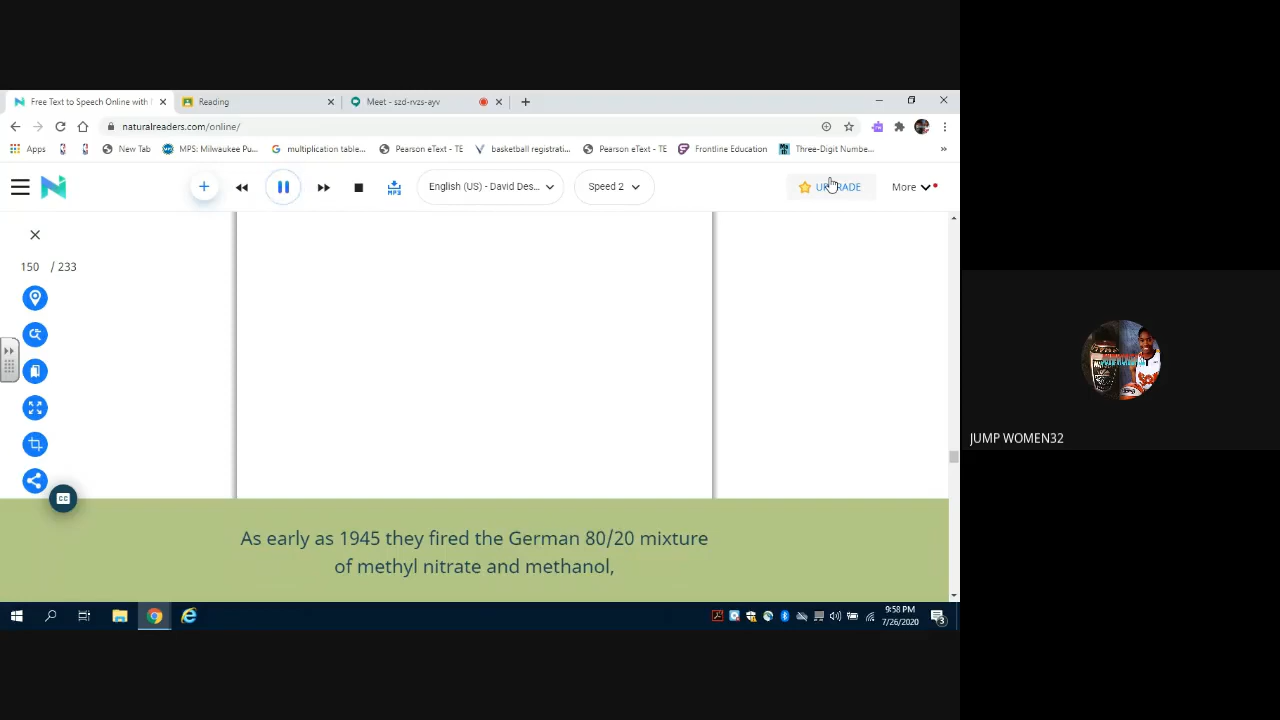 Free Text to Speech Online with
Reading
Meet - szd-rvzs-ayv
naturalreaders.com/online/
Apps
New Tab
MPS: Milwaukee Pu...
multiplication table...
Pearson eText - TE
basketball registrati...
Pearson eText - TE
Frontline Education
Three-Digit Numbe...
»
MP3
English (US) - David Des...
Speed 2
UPGRADE
More
150 / 233
CC
As early as 1945 they fired the German 80/20 mixture
of methyl nitrate and methanol,
9:58 PM
7/26/2020
3
JUMP WOMEN32